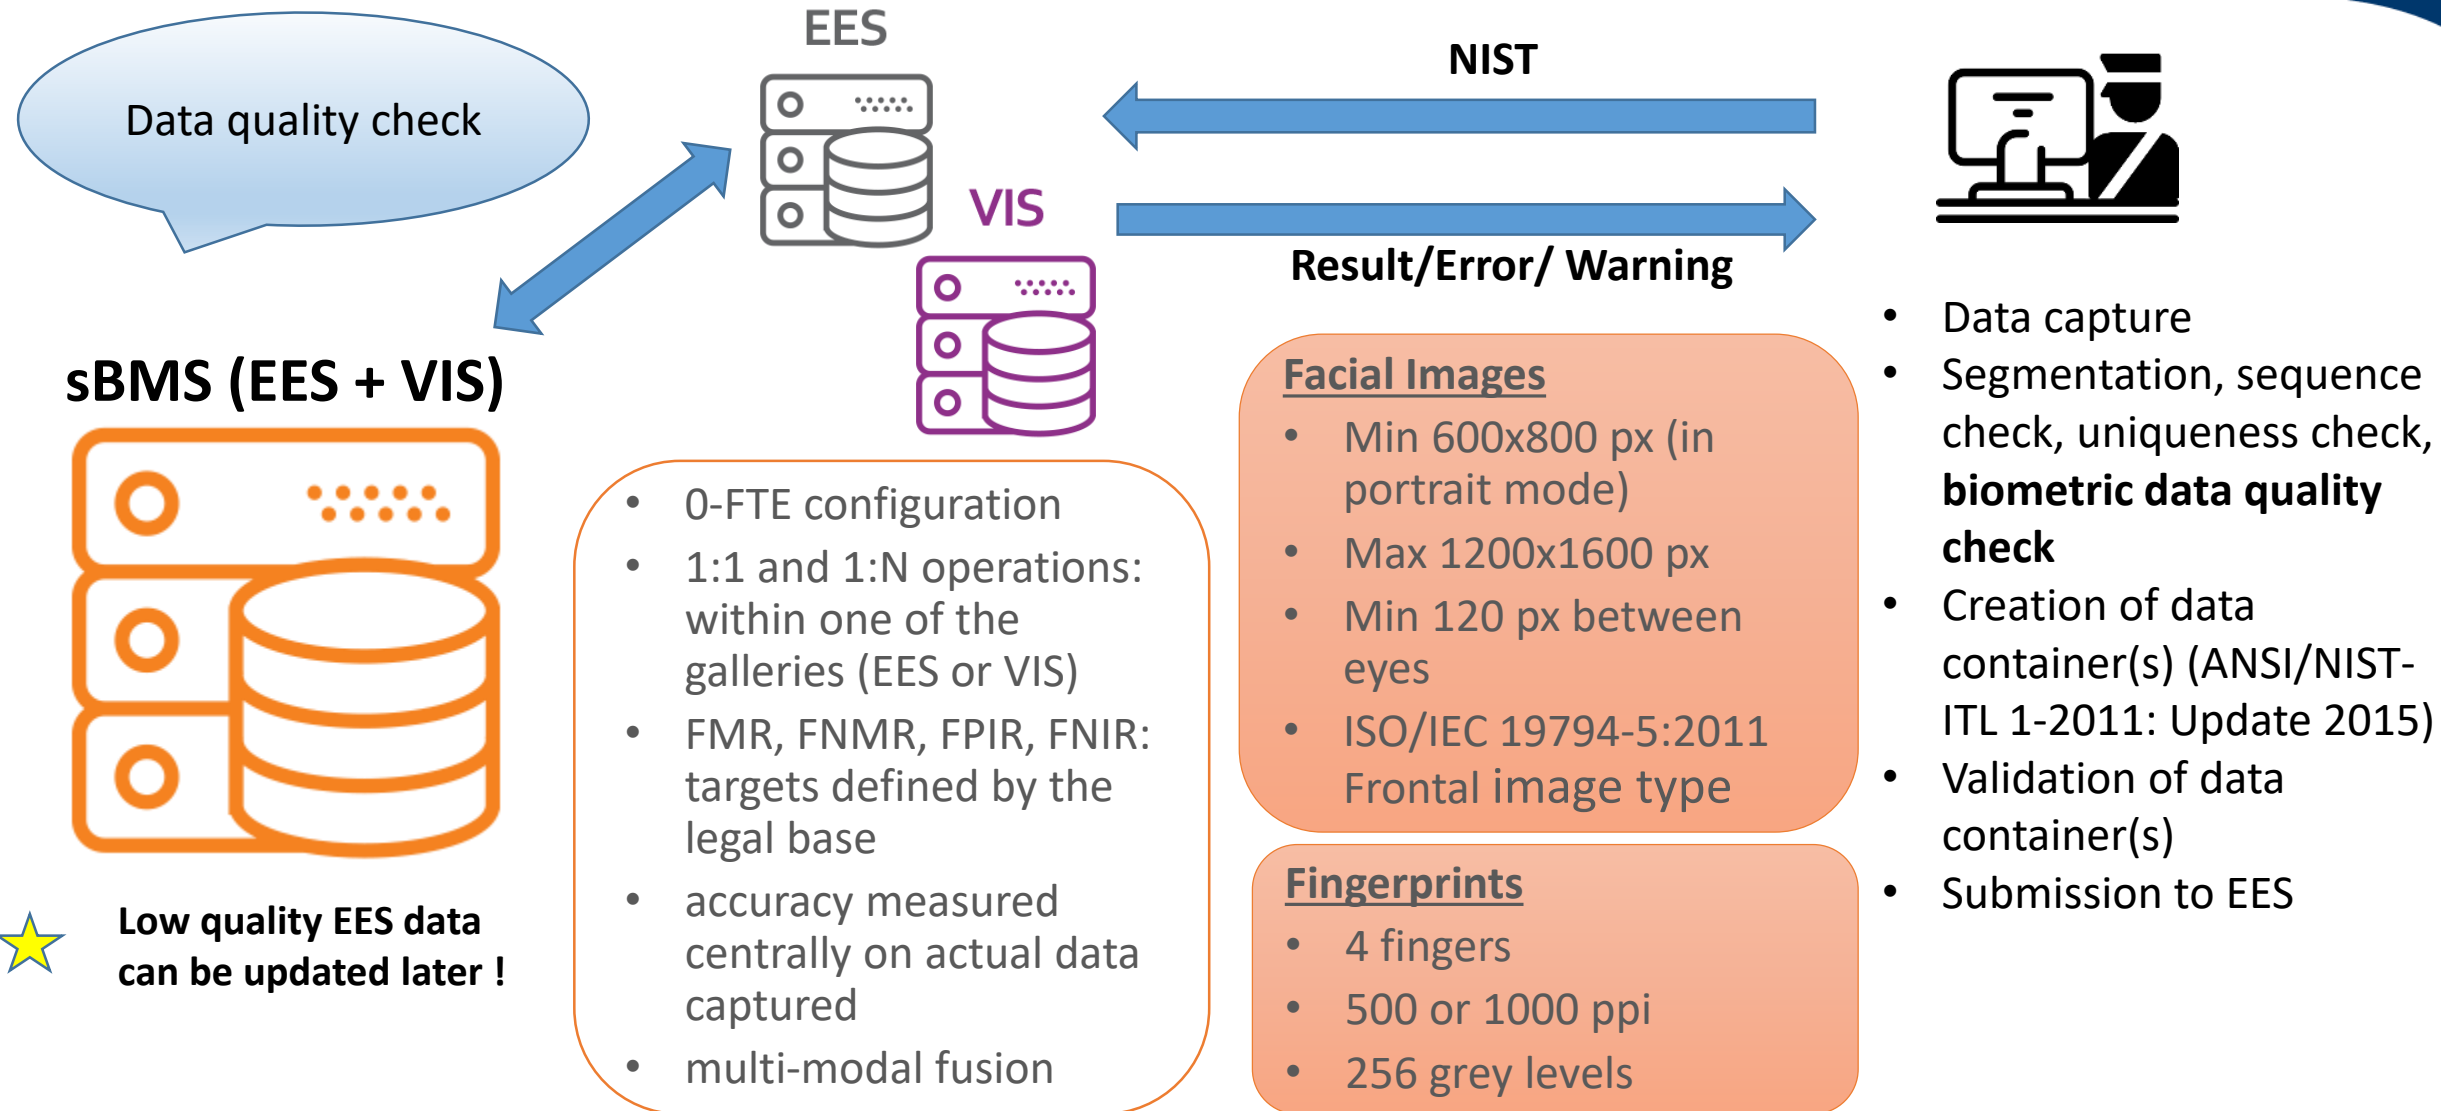 Data quality check
EES
VIS
NIST
Result/Error/ Warning
sBMS (EES + VIS)
Low quality EES data
can be updated later !
• 0-FTE configuration
• 1:1 and 1:N operations:
within one of the
galleries (EES or VIS)
• FMR, FNMR, FPIR, FNIR:
targets defined by the
legal base
• accuracy measured
centrally on actual data
captured
• multi-modal fusion
Facial Images
• Min 600x800 px (in
portrait mode)
• Max 1200x1600 px
• Min 120 px between
eyes
• ISO/IEC 19794-5:2011
Frontal image type
Fingerprints
• 4 fingers
• 500 or 1000 ppi
• 256 grey levels
• Data capture
• Segmentation, sequence
check, uniqueness check,
biometric data quality
check
• Creation of data
container(s) (ANSI/NIST-
ITL 1-2011: Update 2015)
• Validation of data
container(s)
• Submission to EES